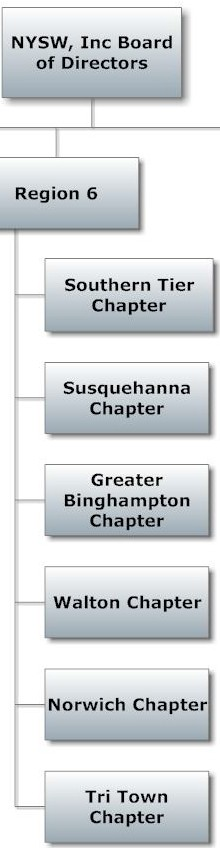 NYSW, Inc Board
of Directors
Region 6
Southern Tier
Chapter
Susquehanna
Chapter
Greater
Binghampton
Chapter
Walton Chapter
Norwich Chapter
Tri Town
Chapter